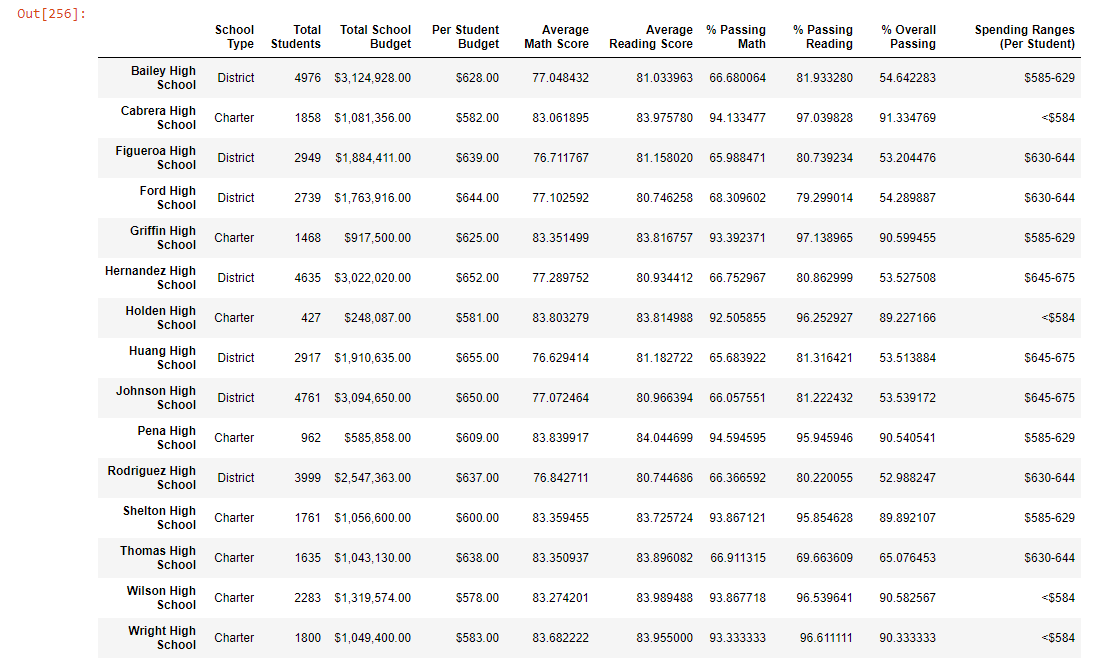 Out[256]:
School Type Total Students Total School Budget Per Student Budget Average Math Score Average Reading Score % Passing Math % Passing Reading % Overall Passing Spending Ranges (Per Student)
Bailey High School District 4976 $3,124,928.00 $628.00 77.048432 81.033963 66.680064 81.933280 54.642283 $585-629
Cabrera High School Charter 1858 $1,081,356.00 $582.00 83.061895 83.975780 94.133477 97.039828 91.334769 <$584
Figueroa High School District 2949 $1,884,411.00 $639.00 76.711767 81.158020 65.988471 80.739234 53.204476 $630-644
Ford High School District 2739 $1,763,916.00 $644.00 77.102592 80.746258 68.309602 79.299014 54.289887 $630-644
Griffin High School Charter 1468 $917,500.00 $625.00 83.351499 83.816757 93.392371 97.138965 90.599455 $585-629
Hernandez High School District 4635 $3,022,020.00 $652.00 77.289752 80.934412 66.752967 80.862999 53.527508 $645-675
Holden High School Charter 427 $248,087.00 $581.00 83.803279 83.814988 92.505855 96.252927 89.227166 <$584
Huang High School District 2917 $1,910,635.00 $655.00 76.629414 81.182722 65.683922 81.316421 53.513884 $645-675
Johnson High School District 4761 $3,094,650.00 $650.00 77.072464 80.966394 66.057551 81.222432 53.539172 $645-675
Pena High School Charter 962 $585,858.00 $609.00 83.839917 84.044699 94.594595 95.945946 90.540541 $585-629
Rodriguez High School District 3999 $2,547,363.00 $637.00 76.842711 80.744686 66.366592 80.220055 52.988247 $630-644
Shelton High School Charter 1761 $1,056,600.00 $600.00 83.359455 83.725724 93.867121 95.854628 89.892107 $585-629
Thomas High School Charter 1635 $1,043,130.00 $638.00 83.350937 83.896082 66.911315 69.663609 65.076453 $630-644
Wilson High School Charter 2283 $1,319,574.00 $578.00 83.274201 83.989488 93.867718 96.539641 90.582567 <$584
Wright High School Charter 1800 $1,049,400.00 $583.00 83.682222 83.955000 93.333333 96.611111 90.333333 <$584